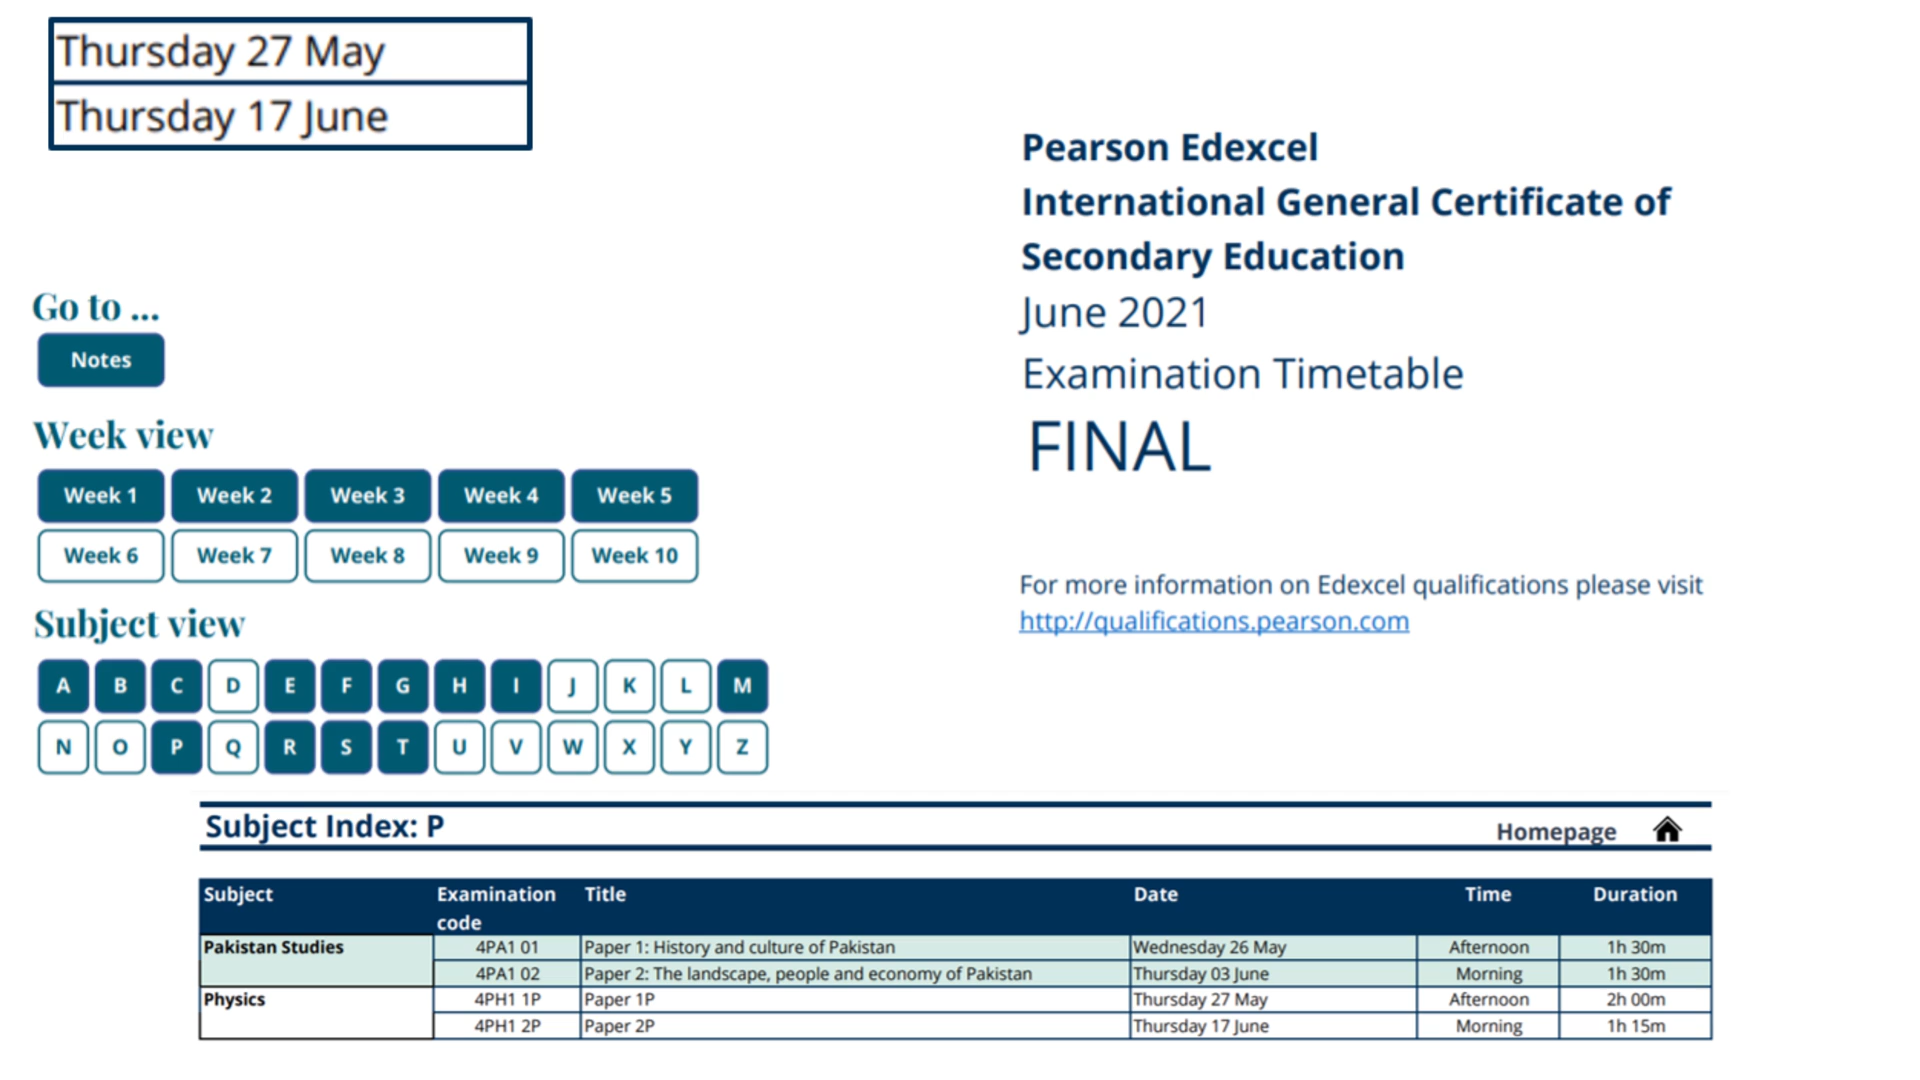 Thursday 27 May
Thursday 17 June
Pearson Edexcel
International General Certificate of
Secondary Education
June 2021
Examination Timetable
FINAL
For more information on Edexcel qualifications please visit
http://qualifications.pearson.com
Go to ...
Notes
Week view
Week 1 Week 2 Week 3 Week 4 Week 5
Week 6 Week 7 Week 8 Week 9 Week 10
Subject view
A B C D E F G H I J K L M
N O P Q R S T U V W X Y Z
Subject Index: P Homepage
Subject Examination code Title Date Time Duration
Pakistan Studies 4PA1 01 Paper 1: History and culture of Pakistan Wednesday 26 May Afternoon 1h 30m
4PA1 02 Paper 2: The landscape, people and economy of Pakistan Thursday 03 June Morning 1h 30m
Physics 4PH1 1P Paper 1P Thursday 27 May Afternoon 2h 00m
4PH1 2P Paper 2P Thursday 17 June Morning 1h 15m